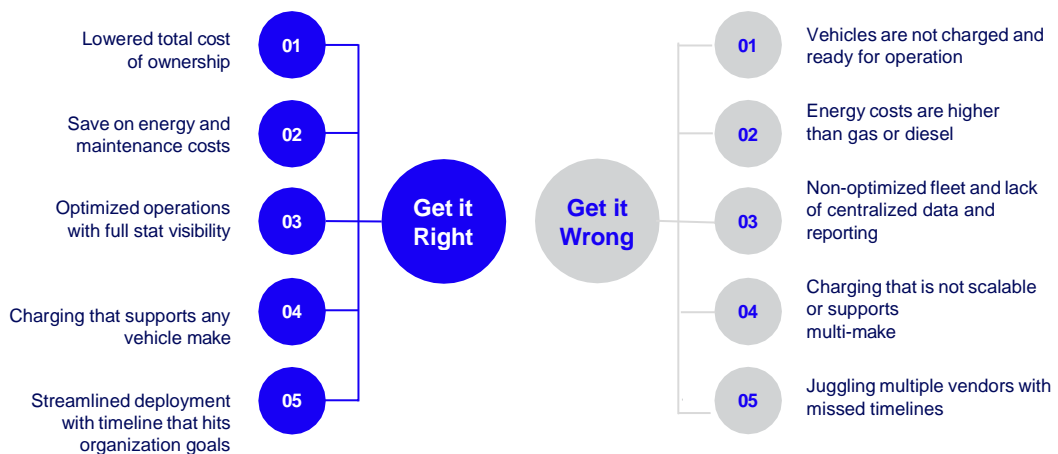 01
Lowered total cost
of ownership
02
Save on energy and
maintenance costs
03
Optimized operations
with full stat visibility
04
Charging that supports any
vehicle make
05
Streamlined deployment
with timeline that hits
organization goals
Get it
Right
Get it
Wrong
01
Vehicles are not charged and
ready for operation
02
Energy costs are higher
than gas or diesel
03
Non-optimized fleet and lack
of centralized data and
reporting
04
Charging that is not scalable
or supports
multi-make
05
Juggling multiple vendors with
missed timelines